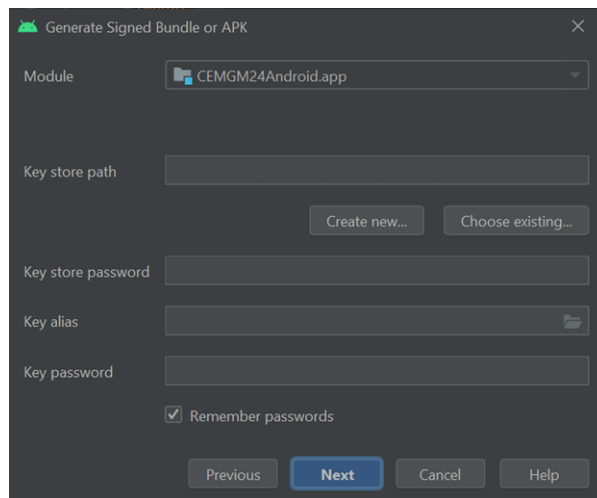 Generate Signed Bundle or APK
Module CEMGM24Android.app
Key store path
Create new... Choose existing...
Key store password
Key alias
Key password
Remember passwords
Previous Next Cancel Help